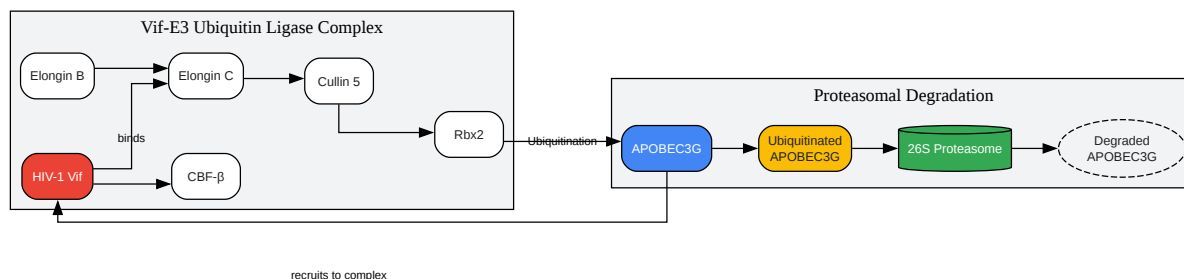 Vif-E3 Ubiquitin Ligase Complex
Elongin B
Elongin C
Cullin 5
Rbx2
binds
HIV-1 Vif
CBF-β
Ubiquitination
Proteasomal Degradation
APOBEC3G
Ubiquitinated
APOBEC3G
26S Proteasome
Degraded
APOBEC3G
recruits to complex